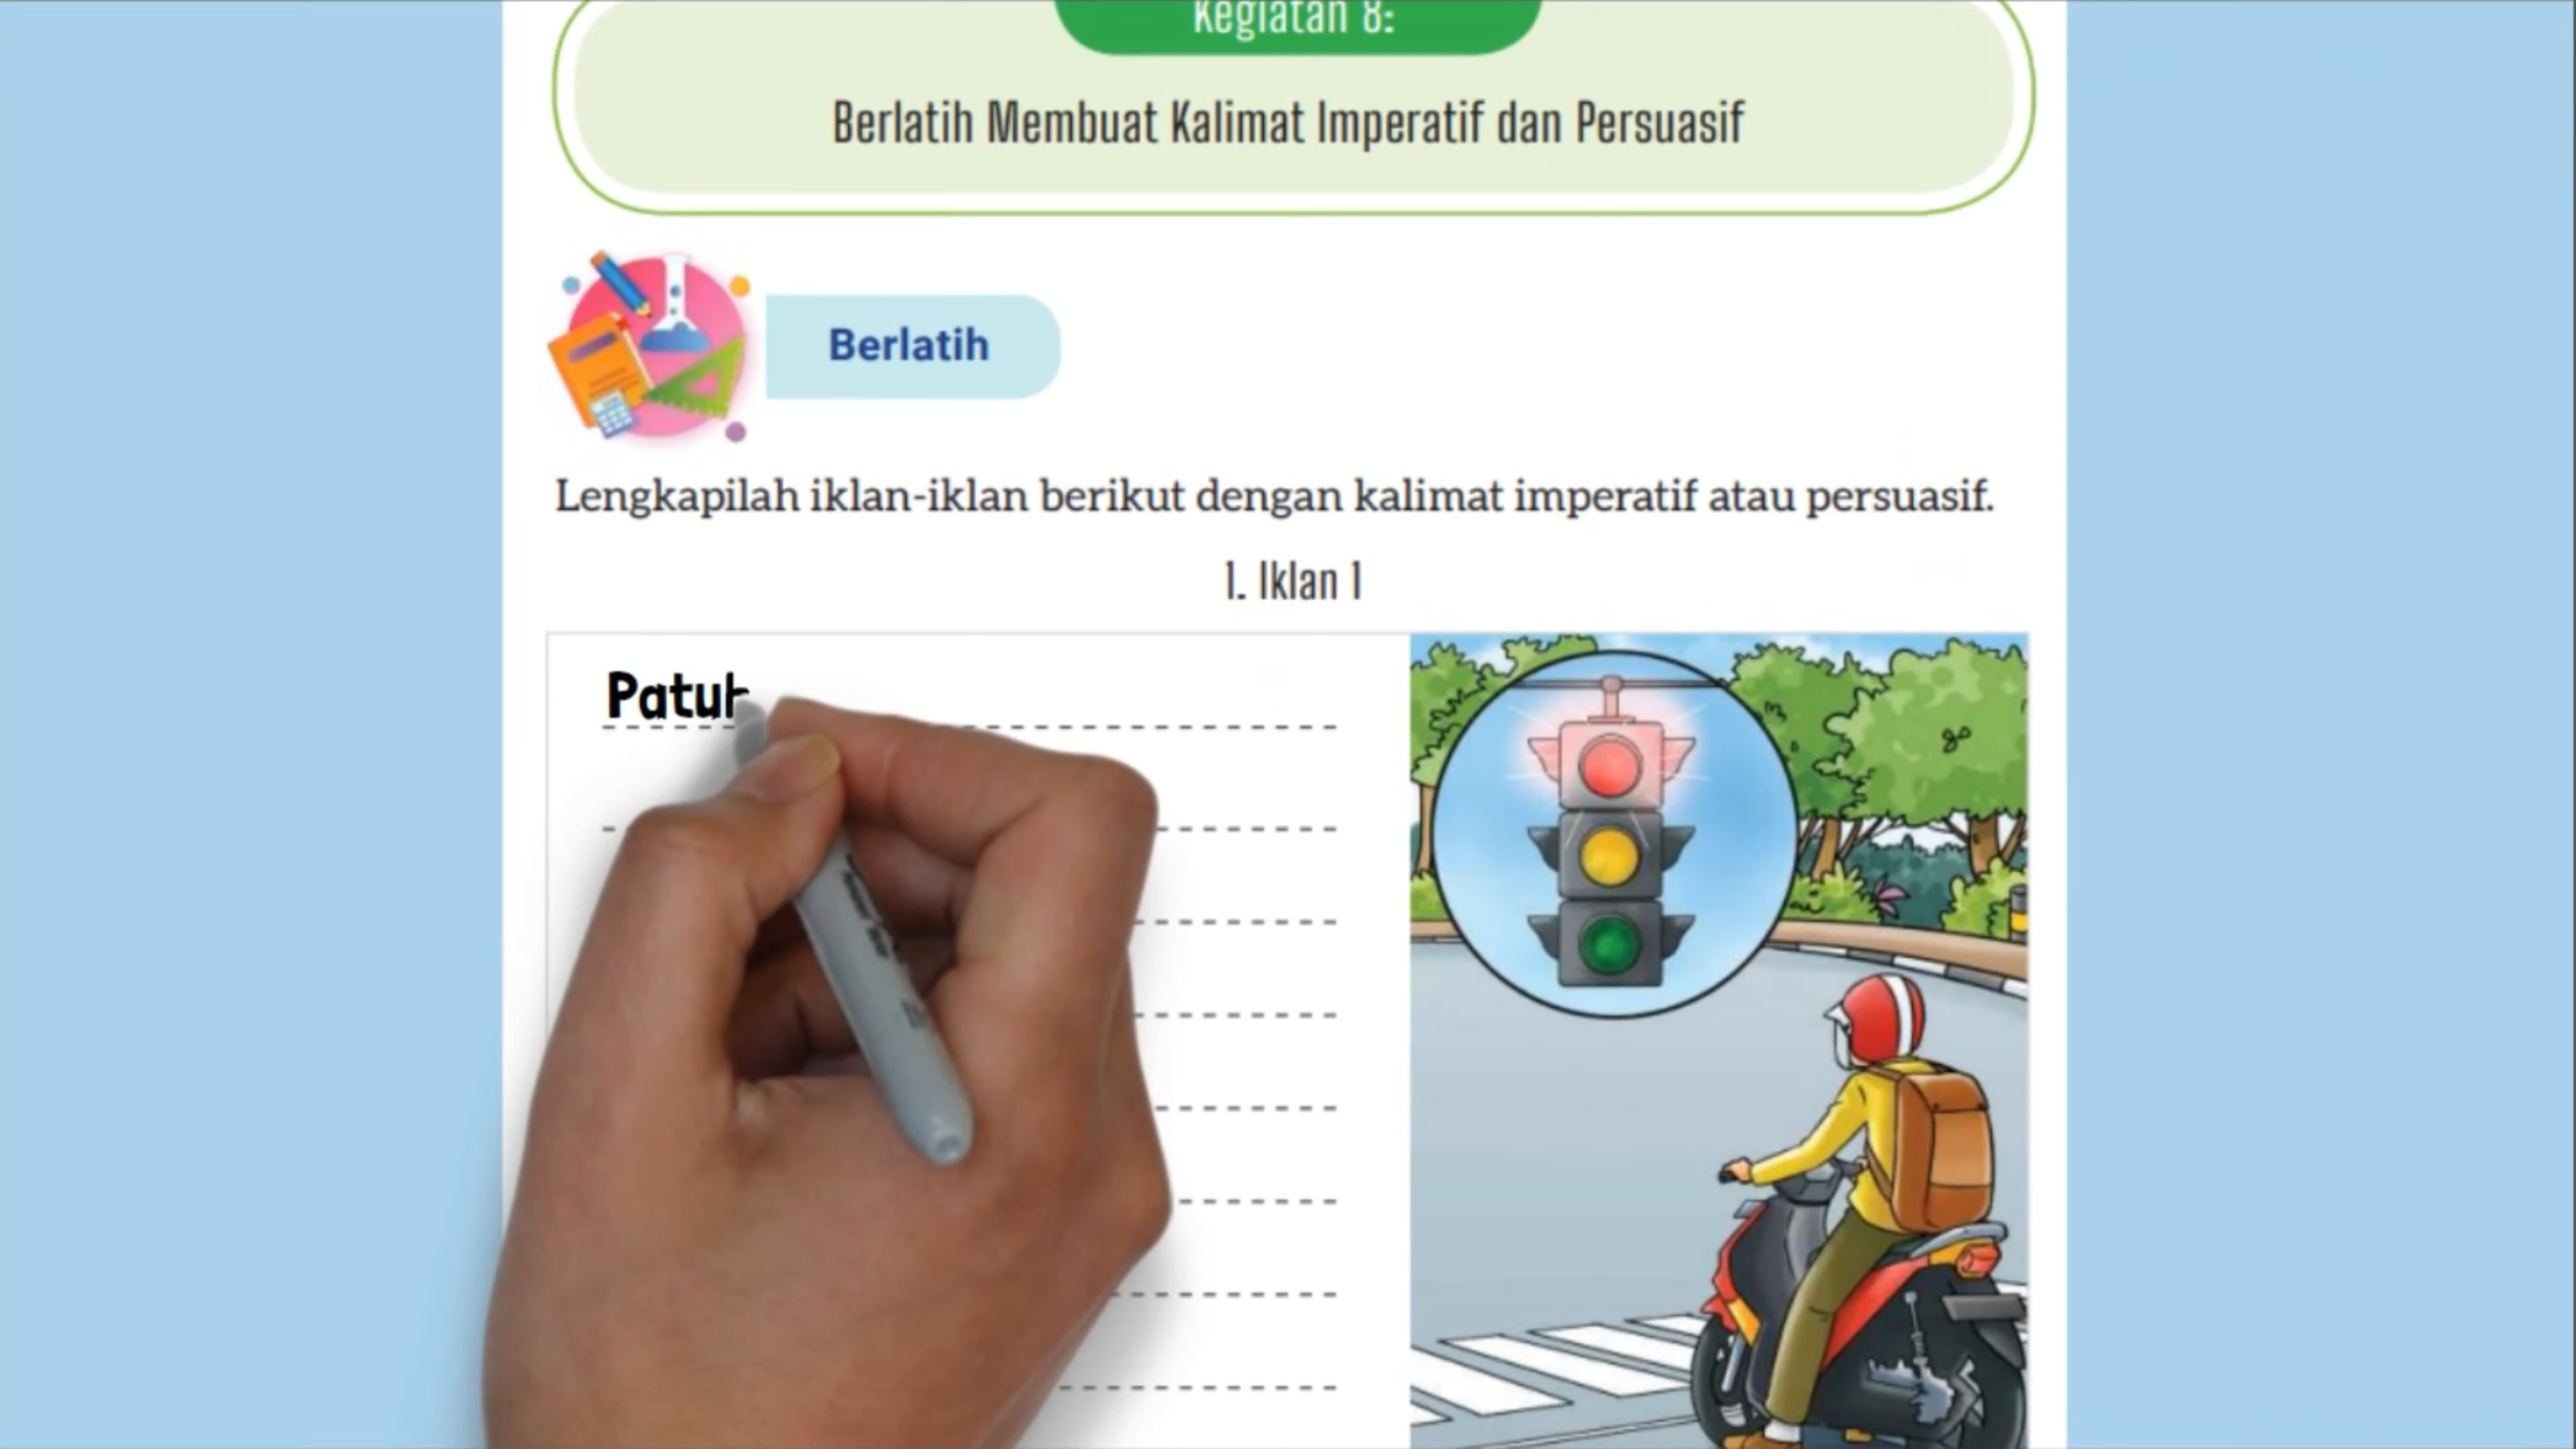 Kegiatan 8:
Berlatih Membuat Kalimat Imperatif dan Persuasif
Berlatih
Lengkapilah iklan-iklan berikut dengan kalimat imperatif atau persuasif.
1. Iklan 1